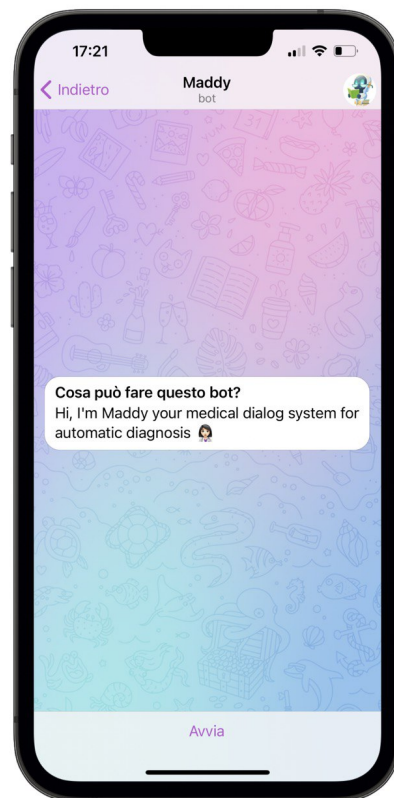 17:21
Indietro
Maddy
bot
Cosa può fare questo bot?
Hi, I'm Maddy your medical dialog system for
automatic diagnosis 👩🏻‍⚕️
Avvia